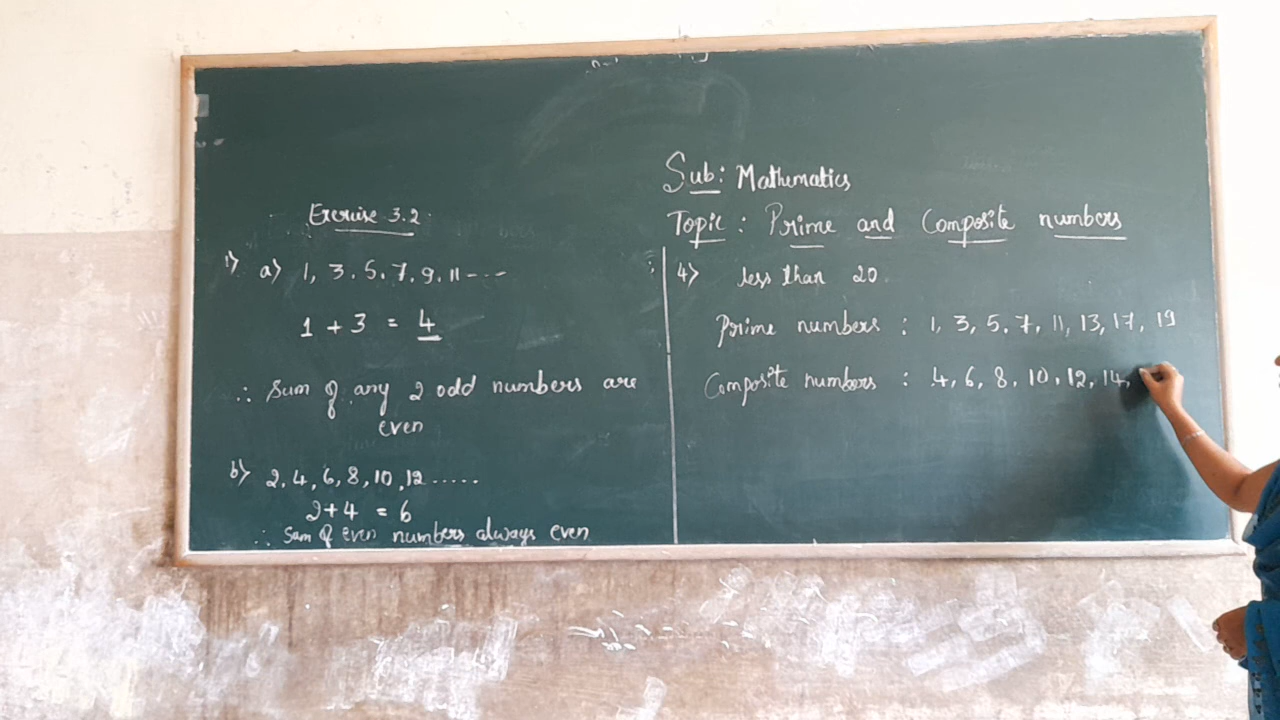 Exercise 3.2
1) a) 1, 3, 5, 7, 9, 11 - - -
1 + 3 = 4
∴ Sum of any 2 odd numbers are
even
b) 2, 4, 6, 8, 10, 12 .....
2+4 = 6
∴ Sum of even numbers always even
Sub: Mathematics
Topic : Prime and Composite numbers
4) less than 20
Prime numbers : 1, 3, 5, 7, 11, 13, 17, 19
Composite numbers : 4, 6, 8, 10, 12, 14,